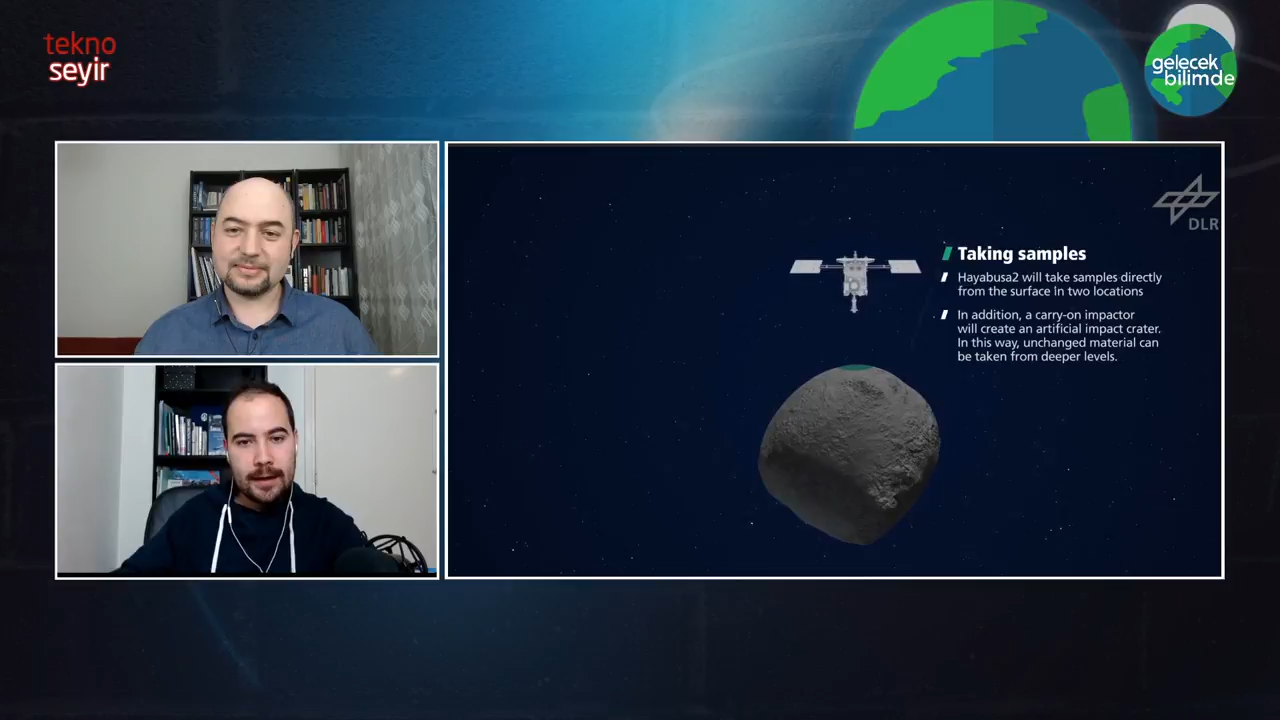 tekno
seyir
gelecek
bilimde
DLR
Taking samples
Hayabusa2 will take samples directly
from the surface in two locations
In addition, a carry-on impactor
will create an artificial impact crater.
In this way, unchanged material can
be taken from deeper levels.